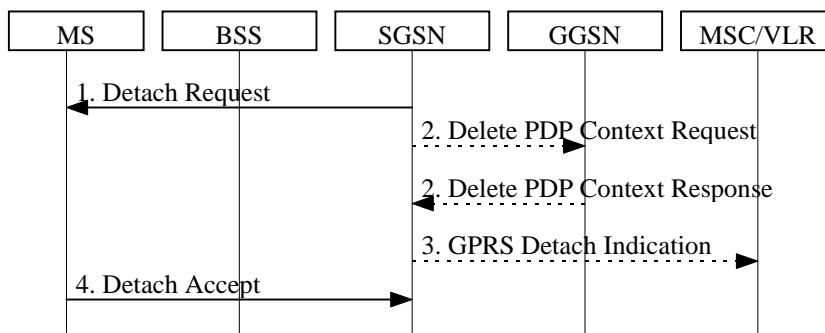 MS
BSS
SGSN
GGSN
MSC/VLR
1. Detach Request
2. Delete PDP Context Request
2. Delete PDP Context Response
3. GPRS Detach Indication
4. Detach Accept